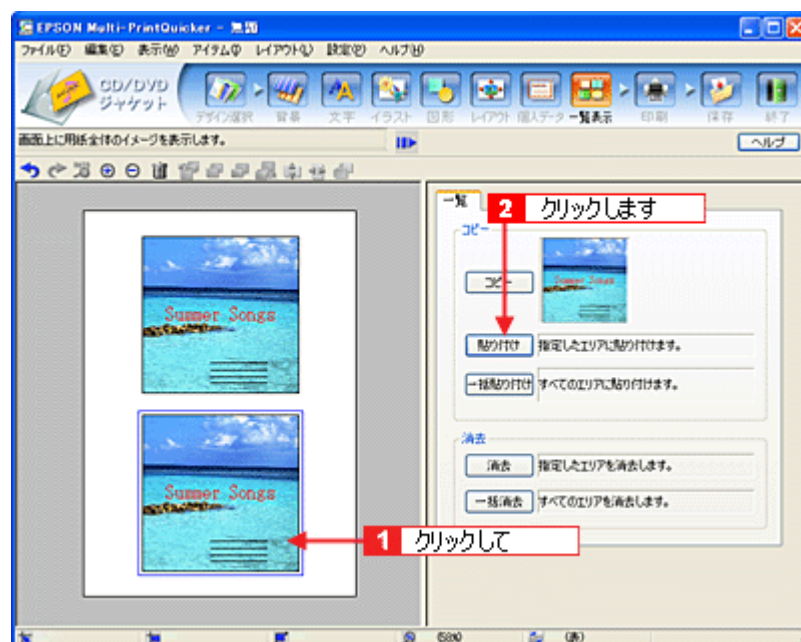 EPSON Multi-PrintQuicker - 無題
ファイル(F) 編集(E) 表示(W) アイテム(I) レイアウト(L) 設定(P) ヘルプ(H)
CD/DVD
ジャケット
デザイン選択 背景 文字 イラスト 図形 レイアウト 個人データ 一覧表示 印刷 保存 終了
画面上に用紙全体のイメージを表示します。
ヘルプ
一覧
2 クリックします
コピー
コピー
Summer Songs
Summer Songs
貼り付け 指定したエリアに貼り付けます。
一括貼り付け すべてのエリアに貼り付けます。
消去
消去 指定したエリアを消去します。
Summer Songs
一括消去 すべてのエリアを消去します。
1 クリックして
(58%) (表)